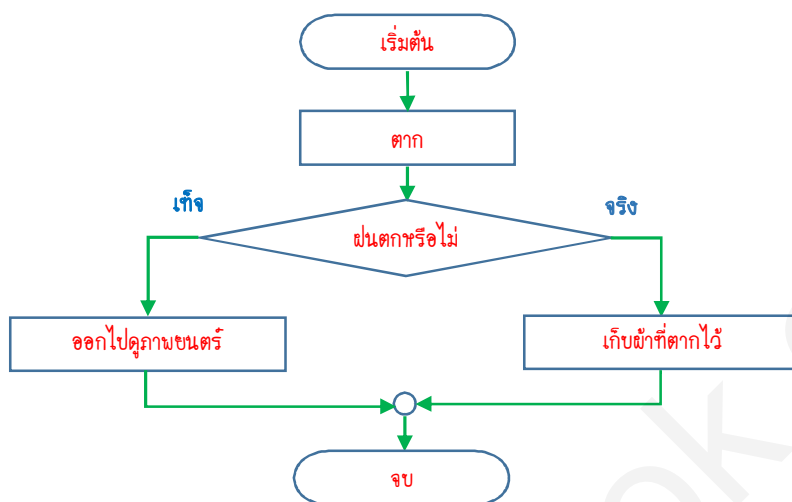 เริ่มต้น
ตาก
เท็จ
จริง
ฝนตกหรือไม่
ออกไปดูภาพยนตร์
เก็บผ้าที่ตากไว้
จบ